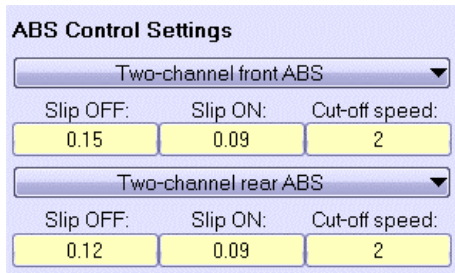 ABS Control Settings
Two-channel front ABS
Slip OFF: Slip ON: Cut-off speed:
0.15 0.09 2
Two-channel rear ABS
Slip OFF: Slip ON: Cut-off speed:
0.12 0.09 2